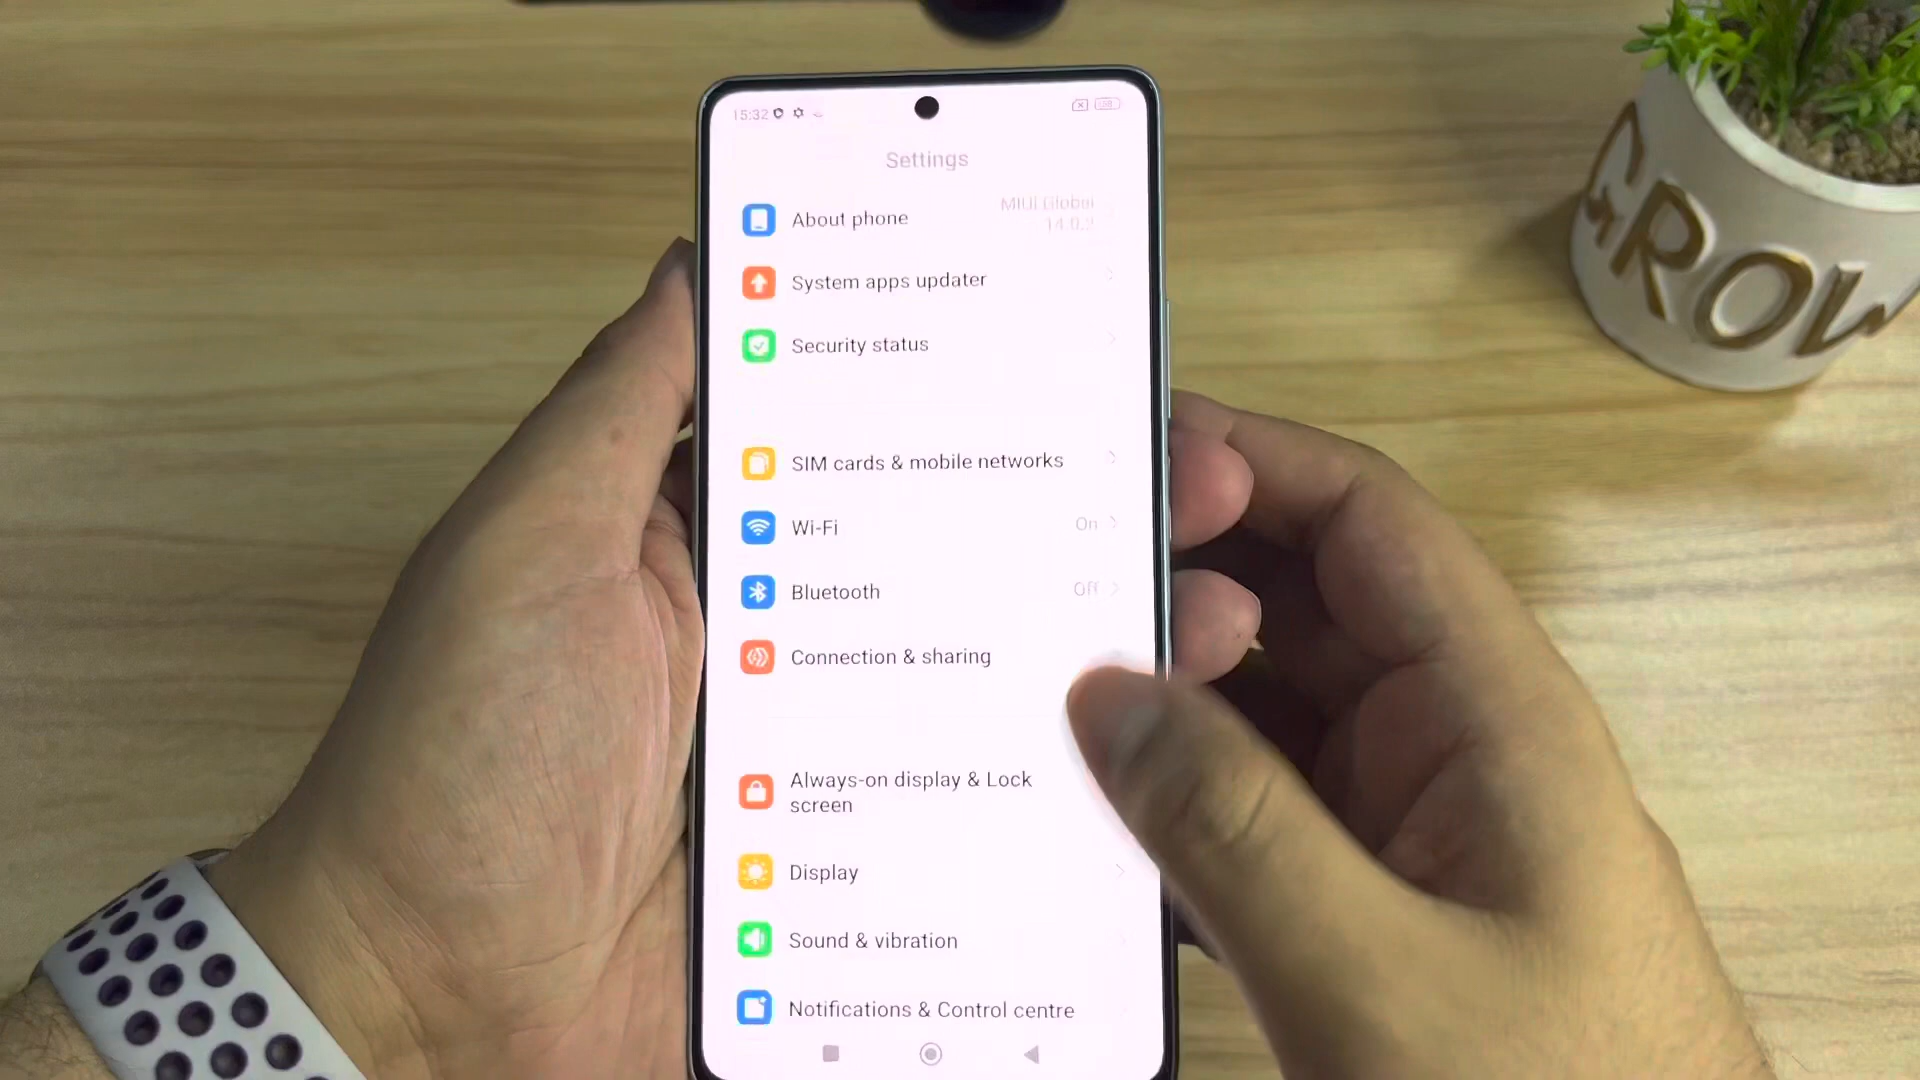 15:32
Settings
About phone
MIUI Global
14.0.2
System apps updater
Security status
SIM cards & mobile networks
Wi-Fi
On
Bluetooth
Off
Connection & sharing
Always-on display & Lock
screen
Display
Sound & vibration
Notifications & Control centre
GROW